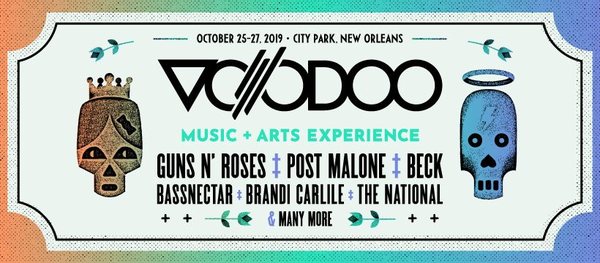 OCTOBER 25-27, 2019 • CITY PARK, NEW ORLEANS
VOODOO
MUSIC + ARTS EXPERIENCE
GUNS N' ROSES ‡ POST MALONE ‡ BECK
BASSNECTAR ‡ BRANDI CARLILE ‡ THE NATIONAL
& MANY MORE